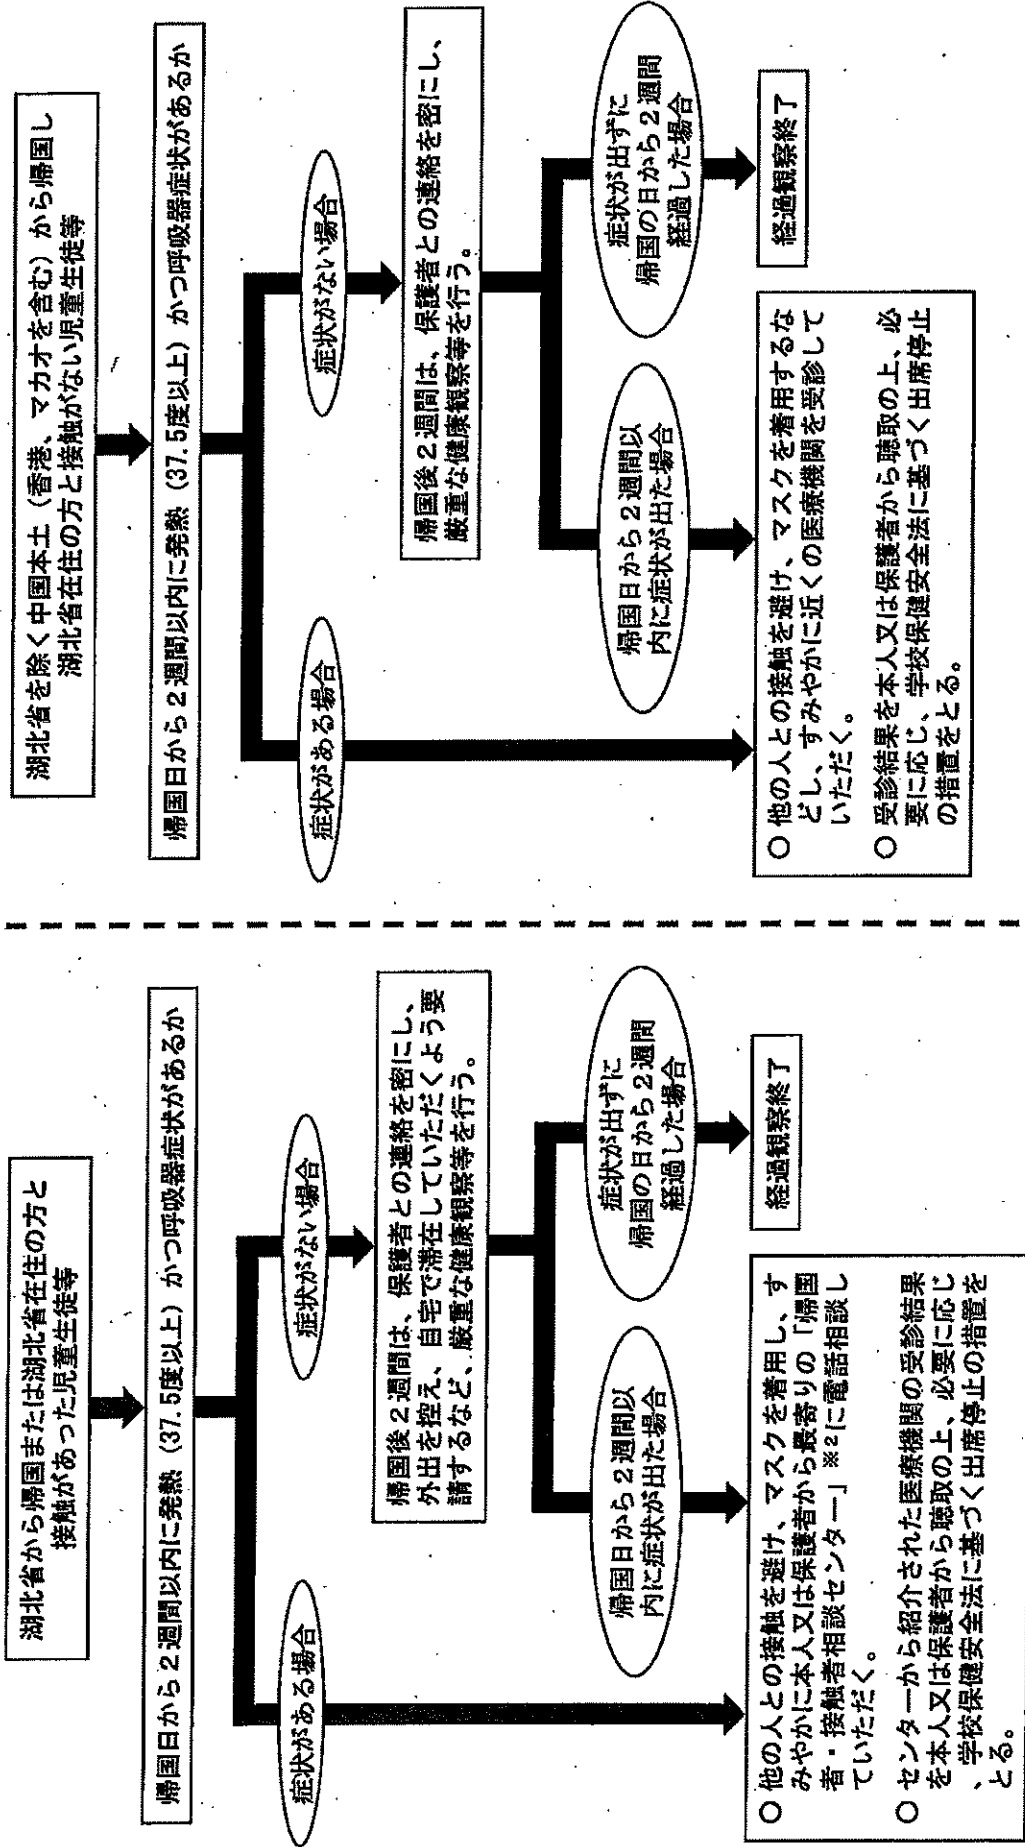 湖北省から帰国または湖北省在住の方と
接触があった児童生徒等
帰国日から２週間以内に発熱（37.5度以上）かつ呼吸器症状があるか
症状がある場合
症状がない場合
帰国後２週間は、保護者との連絡を密にし、
外出を控え、自宅で滞在していただくよう要
請するなど、厳重な健康観察等を行う。
帰国日から２週間以
内に症状が出た場合
症状が出ずに
帰国の日から２週間
経過した場合
○ 他の人との接触を避け、マスクを着用し、す
みやかに本人又は保護者から最寄りの「帰国
者・接触者相談センター」※2に電話相談し
ていただく。
○ センターから紹介された医療機関の受診結果
を本人又は保護者から聴取の上、必要に応じ
、学校保健安全法に基づく出席停止の措置を
とる。
経過観察終了
湖北省を除く中国本土（香港、マカオを含む）から帰国し
湖北省在住の方と接触がない児童生徒等
帰国日から２週間以内に発熱（37.5度以上）かつ呼吸器症状があるか
症状がある場合
症状がない場合
帰国後２週間は、保護者との連絡を密にし、
厳重な健康観察等を行う。
帰国日から２週間以
内に症状が出た場合
症状が出ずに
帰国の日から２週間
経過した場合
○ 他の人との接触を避け、マスクを着用するな
どし、すみやかに近くの医療機関を受診して
いただく。
○ 受診結果を本人又は保護者から聴取の上、必
要に応じ、学校保健安全法に基づく出席停止
の措置をとる。
経過観察終了